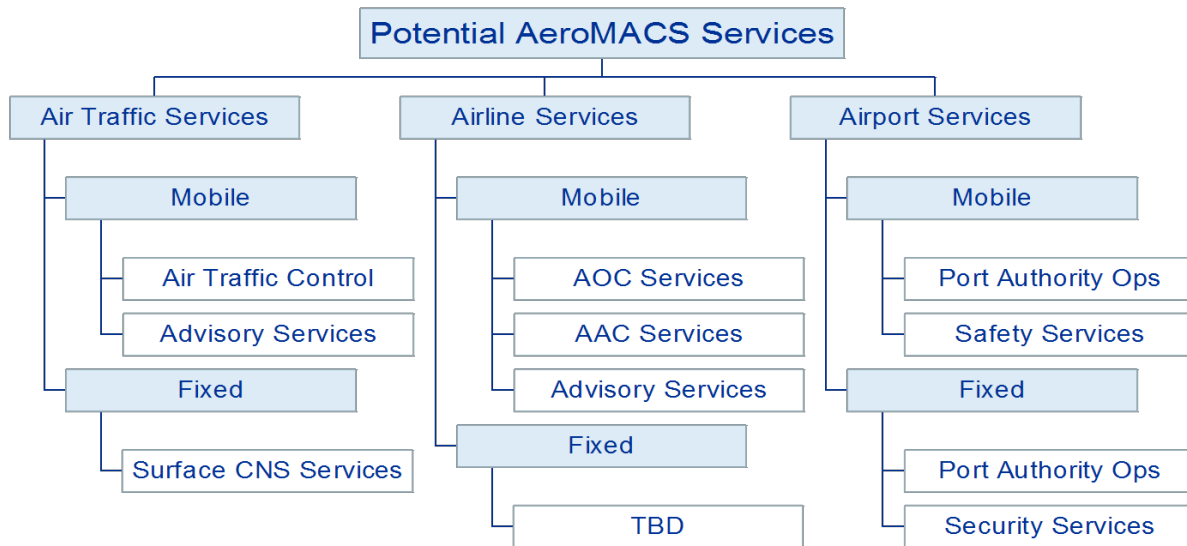 Potential AeroMACS Services
Air Traffic Services
Mobile
Air Traffic Control
Advisory Services
Fixed
Surface CNS Services
Airline Services
Mobile
AOC Services
AAC Services
Advisory Services
Fixed
TBD
Airport Services
Mobile
Port Authority Ops
Safety Services
Fixed
Port Authority Ops
Security Services